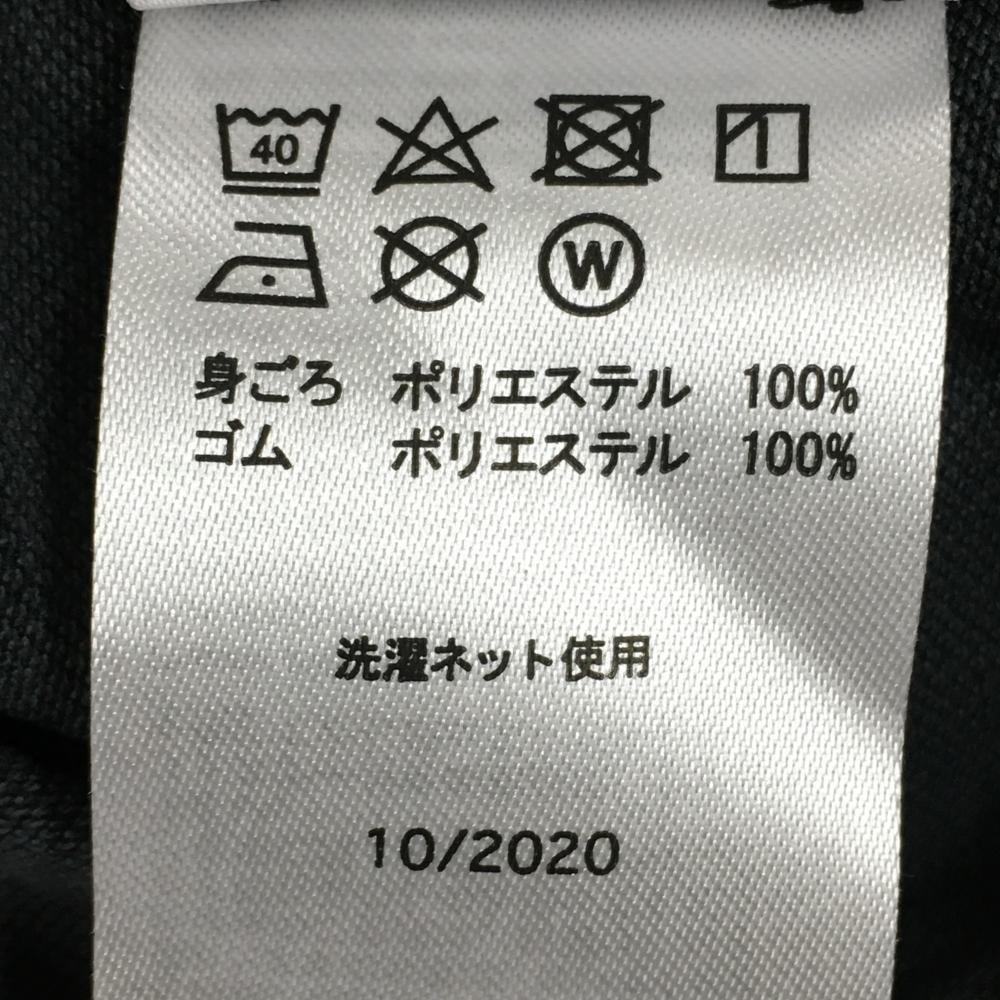 40
W
身ごろ ポリエステル 100%
ゴム ポリエステル 100%
洗濯ネット使用
10/2020